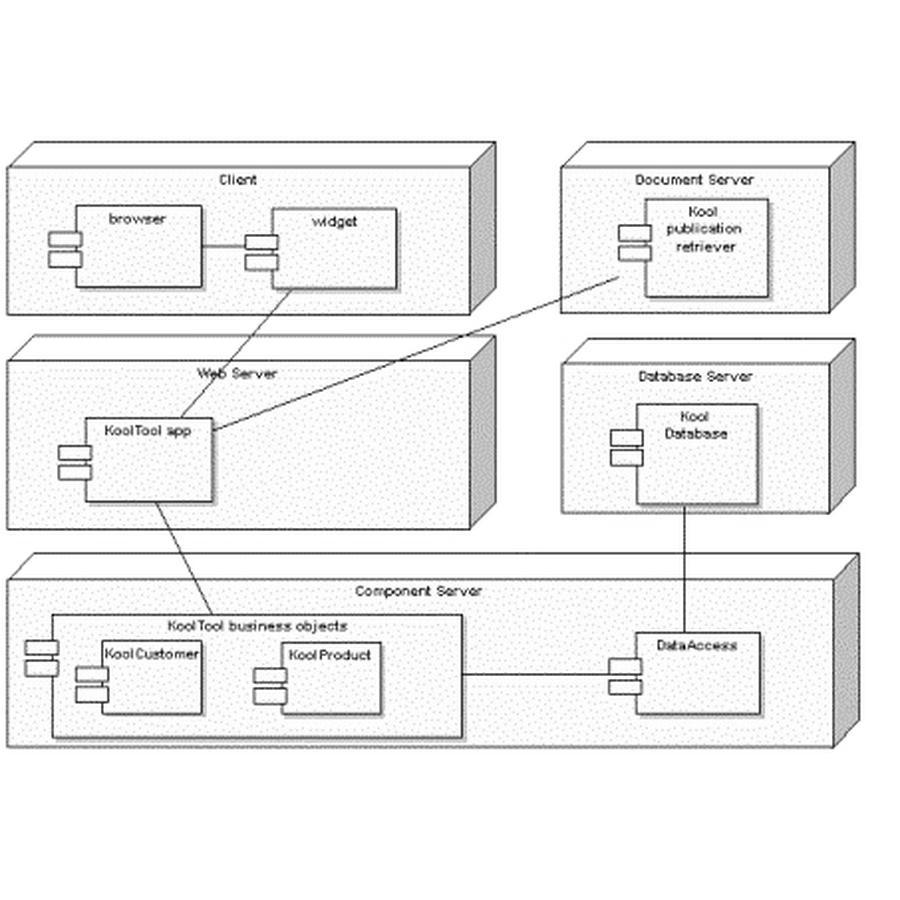 Client
browser
widget
Document Server
Kool
publication
retriever
Web Server
KoolTool app
Database Server
Kool
Database
Component Server
KoolTool business objects
KoolCustomer
KoolProduct
DataAccess